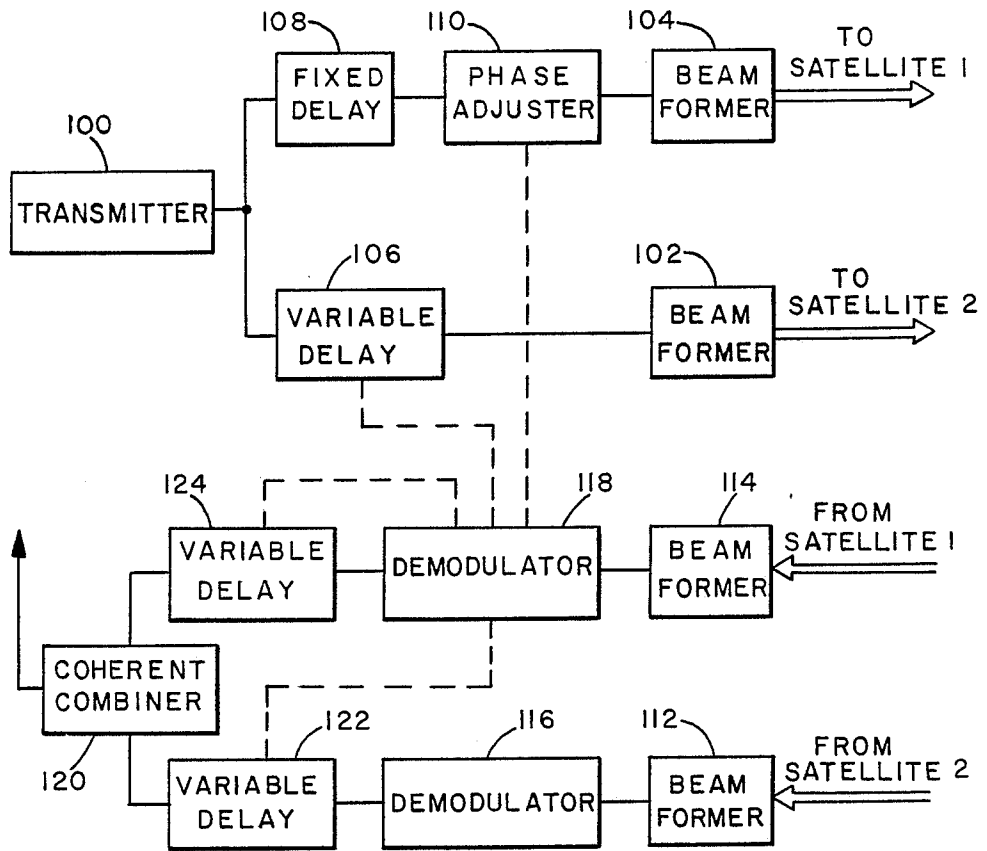 108
110
104
TO
SATELLITE 1
FIXED
DELAY
PHASE
ADJUSTER
BEAM
FORMER
100
TRANSMITTER
106
102
TO
SATELLITE 2
VARIABLE
DELAY
BEAM
FORMER
124
118
114
FROM
SATELLITE 1
VARIABLE
DELAY
DEMODULATOR
BEAM
FORMER
COHERENT
COMBINER
120
122
116
112
FROM
SATELLITE 2
VARIABLE
DELAY
DEMODULATOR
BEAM
FORMER